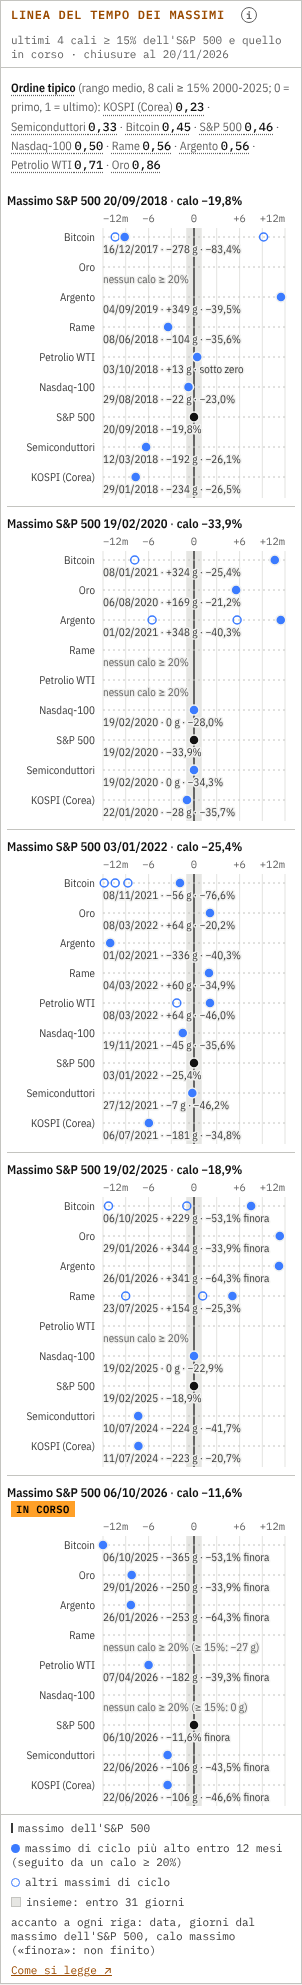 LINEA DEL TEMPO DEI MASSIMI i
ultimi 4 cali ≥ 15% dell'S&P 500 e quello
in corso · chiusure al 20/11/2026
Ordine tipico (rango medio, 8 cali ≥ 15% 2000-2025; 0 =
primo, 1 = ultimo): KOSPI (Corea) 0,23 ·
Semiconduttori 0,33 · Bitcoin 0,45 · S&P 500 0,46 ·
Nasdaq-100 0,50 · Rame 0,56 · Argento 0,56 ·
Petrolio WTI 0,71 · Oro 0,86
Massimo S&P 500 20/09/2018 · calo −19,8%
−12m −6 0 +6 +12m
Bitcoin
16/12/2017 · −278 g · −83,4%
Oro
nessun calo ≥ 20%
Argento
04/09/2019 · +349 g · −39,5%
Rame
08/06/2018 · −104 g · −35,6%
Petrolio WTI
03/10/2018 · +13 g · sotto zero
Nasdaq-100
29/08/2018 · −22 g · −23,0%
S&P 500
20/09/2018 · −19,8%
Semiconduttori
12/03/2018 · −192 g · −26,1%
KOSPI (Corea)
29/01/2018 · −234 g · −26,5%
Massimo S&P 500 19/02/2020 · calo −33,9%
−12m −6 0 +6 +12m
Bitcoin
08/01/2021 · +324 g · −25,4%
Oro
06/08/2020 · +169 g · −21,2%
Argento
01/02/2021 · +348 g · −40,3%
Rame
nessun calo ≥ 20%
Petrolio WTI
nessun calo ≥ 20%
Nasdaq-100
19/02/2020 · 0 g · −28,0%
S&P 500
19/02/2020 · −33,9%
Semiconduttori
19/02/2020 · 0 g · −34,3%
KOSPI (Corea)
22/01/2020 · −28 g · −35,7%
Massimo S&P 500 03/01/2022 · calo −25,4%
−12m −6 0 +6 +12m
Bitcoin
08/11/2021 · −56 g · −76,6%
Oro
08/03/2022 · +64 g · −20,2%
Argento
01/02/2021 · −336 g · −40,3%
Rame
04/03/2022 · +60 g · −34,9%
Petrolio WTI
08/03/2022 · +64 g · −46,0%
Nasdaq-100
19/11/2021 · −45 g · −35,6%
S&P 500
03/01/2022 · −25,4%
Semiconduttori
27/12/2021 · −7 g · −46,2%
KOSPI (Corea)
06/07/2021 · −181 g · −34,8%
Massimo S&P 500 19/02/2025 · calo −18,9%
−12m −6 0 +6 +12m
Bitcoin
06/10/2025 · +229 g · −53,1% finora
Oro
29/01/2026 · +344 g · −33,9% finora
Argento
26/01/2026 · +341 g · −64,3% finora
Rame
23/07/2025 · +154 g · −25,3%
Petrolio WTI
nessun calo ≥ 20%
Nasdaq-100
19/02/2025 · 0 g · −22,9%
S&P 500
19/02/2025 · −18,9%
Semiconduttori
10/07/2024 · −224 g · −41,7%
KOSPI (Corea)
11/07/2024 · −223 g · −20,7%
Massimo S&P 500 06/10/2026 · calo −11,6%
IN CORSO
−12m −6 0 +6 +12m
Bitcoin
06/10/2025 · −365 g · −53,1% finora
Oro
29/01/2026 · −250 g · −33,9% finora
Argento
26/01/2026 · −253 g · −64,3% finora
Rame
nessun calo ≥ 20% (≥ 15%: −27 g)
Petrolio WTI
07/04/2026 · −182 g · −39,3% finora
Nasdaq-100
nessun calo ≥ 20% (≥ 15%: 0 g)
S&P 500
06/10/2026 · −11,6% finora
Semiconduttori
22/06/2026 · −106 g · −43,5% finora
KOSPI (Corea)
22/06/2026 · −106 g · −46,6% finora
massimo dell'S&P 500
massimo di ciclo più alto entro 12 mesi
(seguito da un calo ≥ 20%)
altri massimi di ciclo
insieme: entro 31 giorni
accanto a ogni riga: data, giorni dal
massimo dell'S&P 500, calo massimo
(«finora»: non finito)
Come si legge ↗